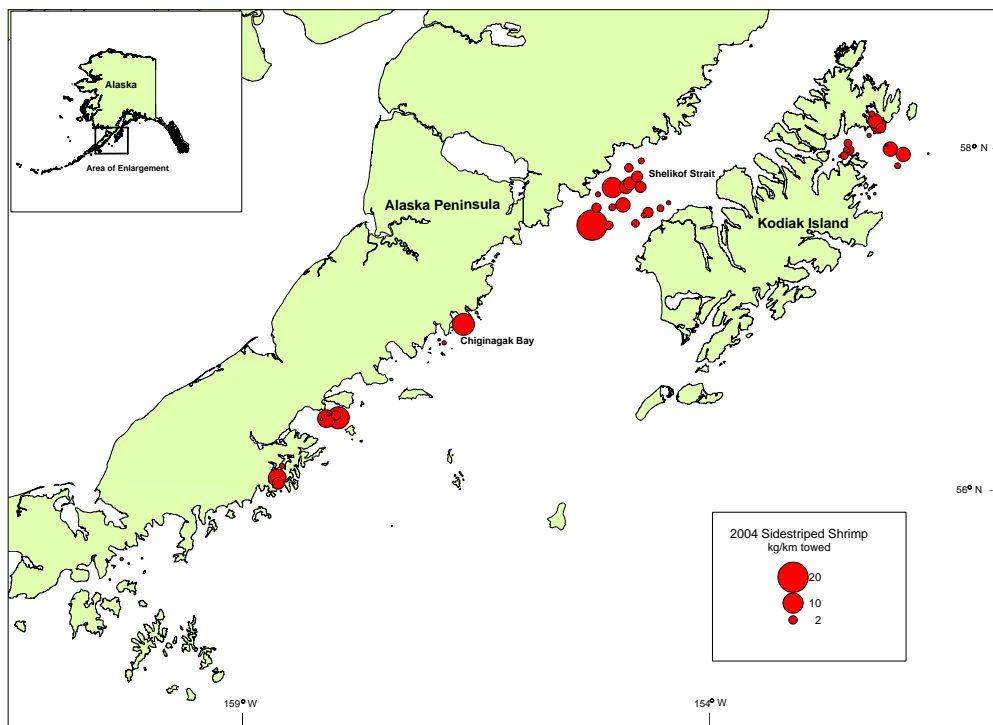 Alaska
Area of Enlargement
58° N
Shelikof Strait
Alaska Peninsula
Kodiak Island
Chiginagak Bay
56° N
2004 Sidestriped Shrimp
kg/km towed
20
10
2
159° W
154° W